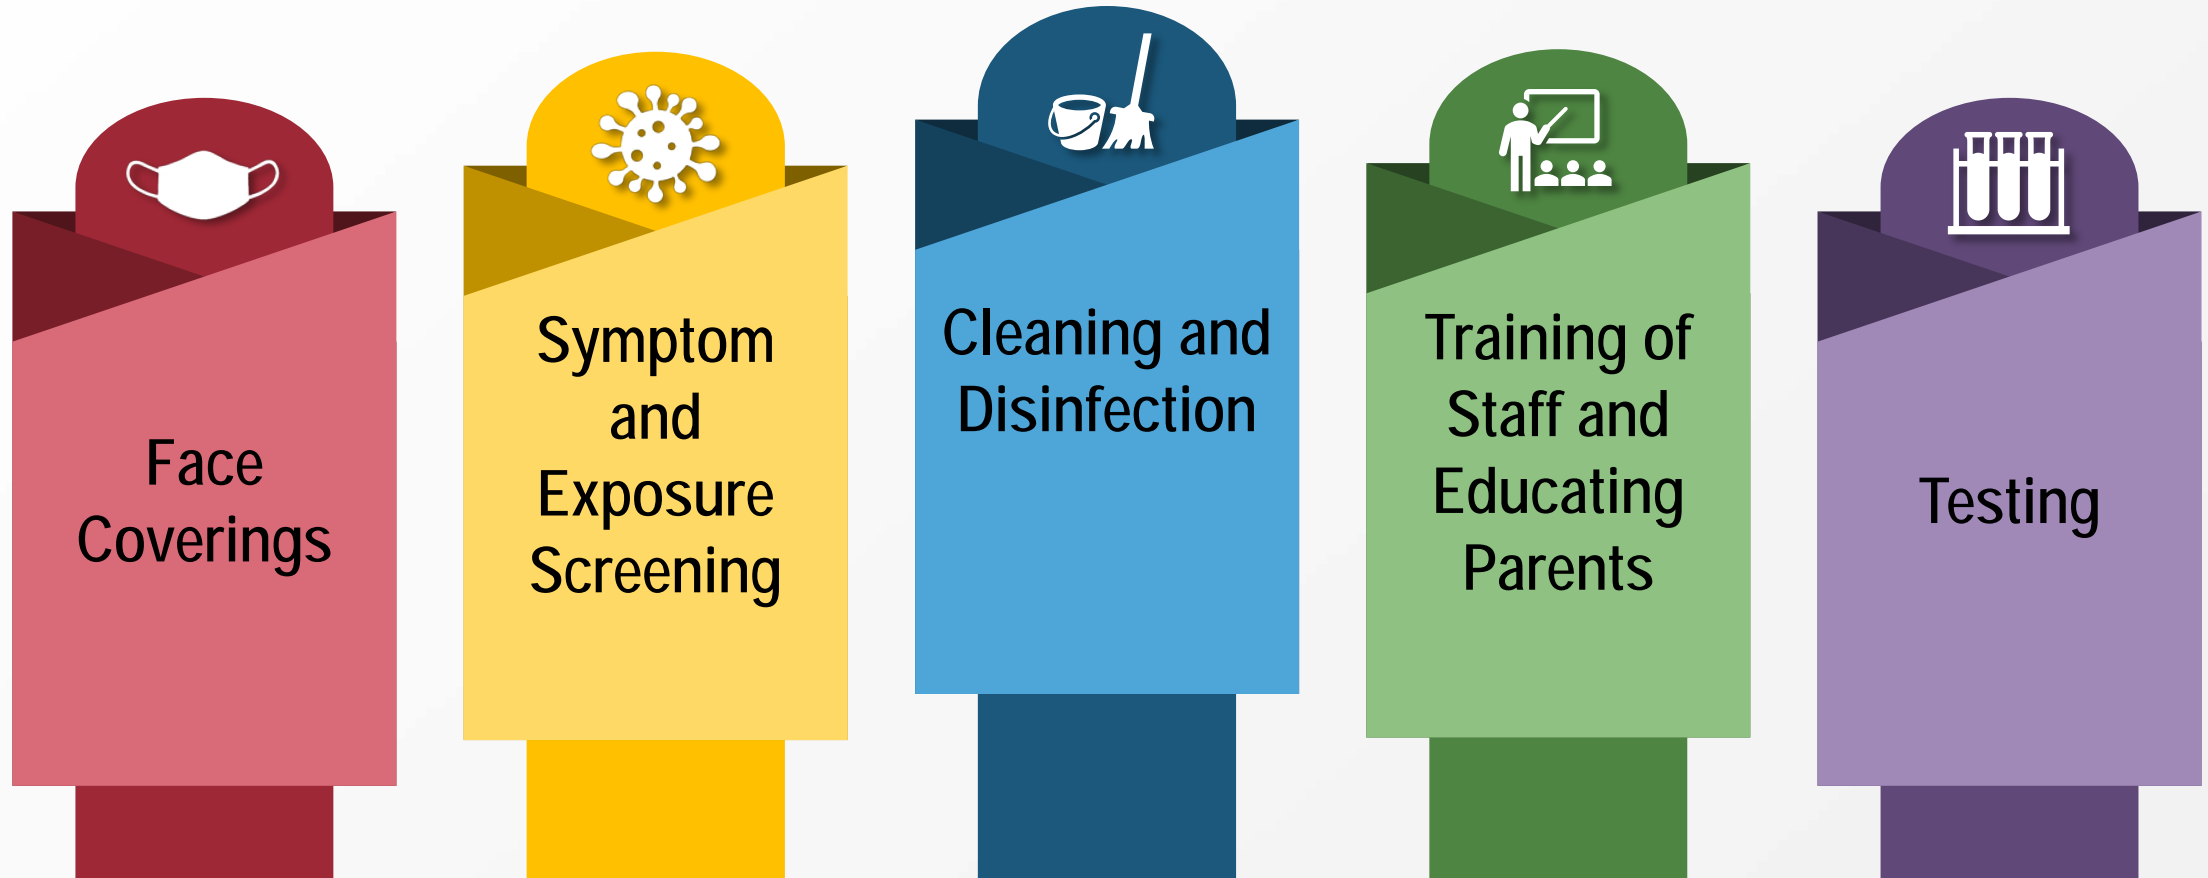 Face
Coverings
Symptom
and
Exposure
Screening
Cleaning and
Disinfection
Training of
Staff and
Educating
Parents
Testing